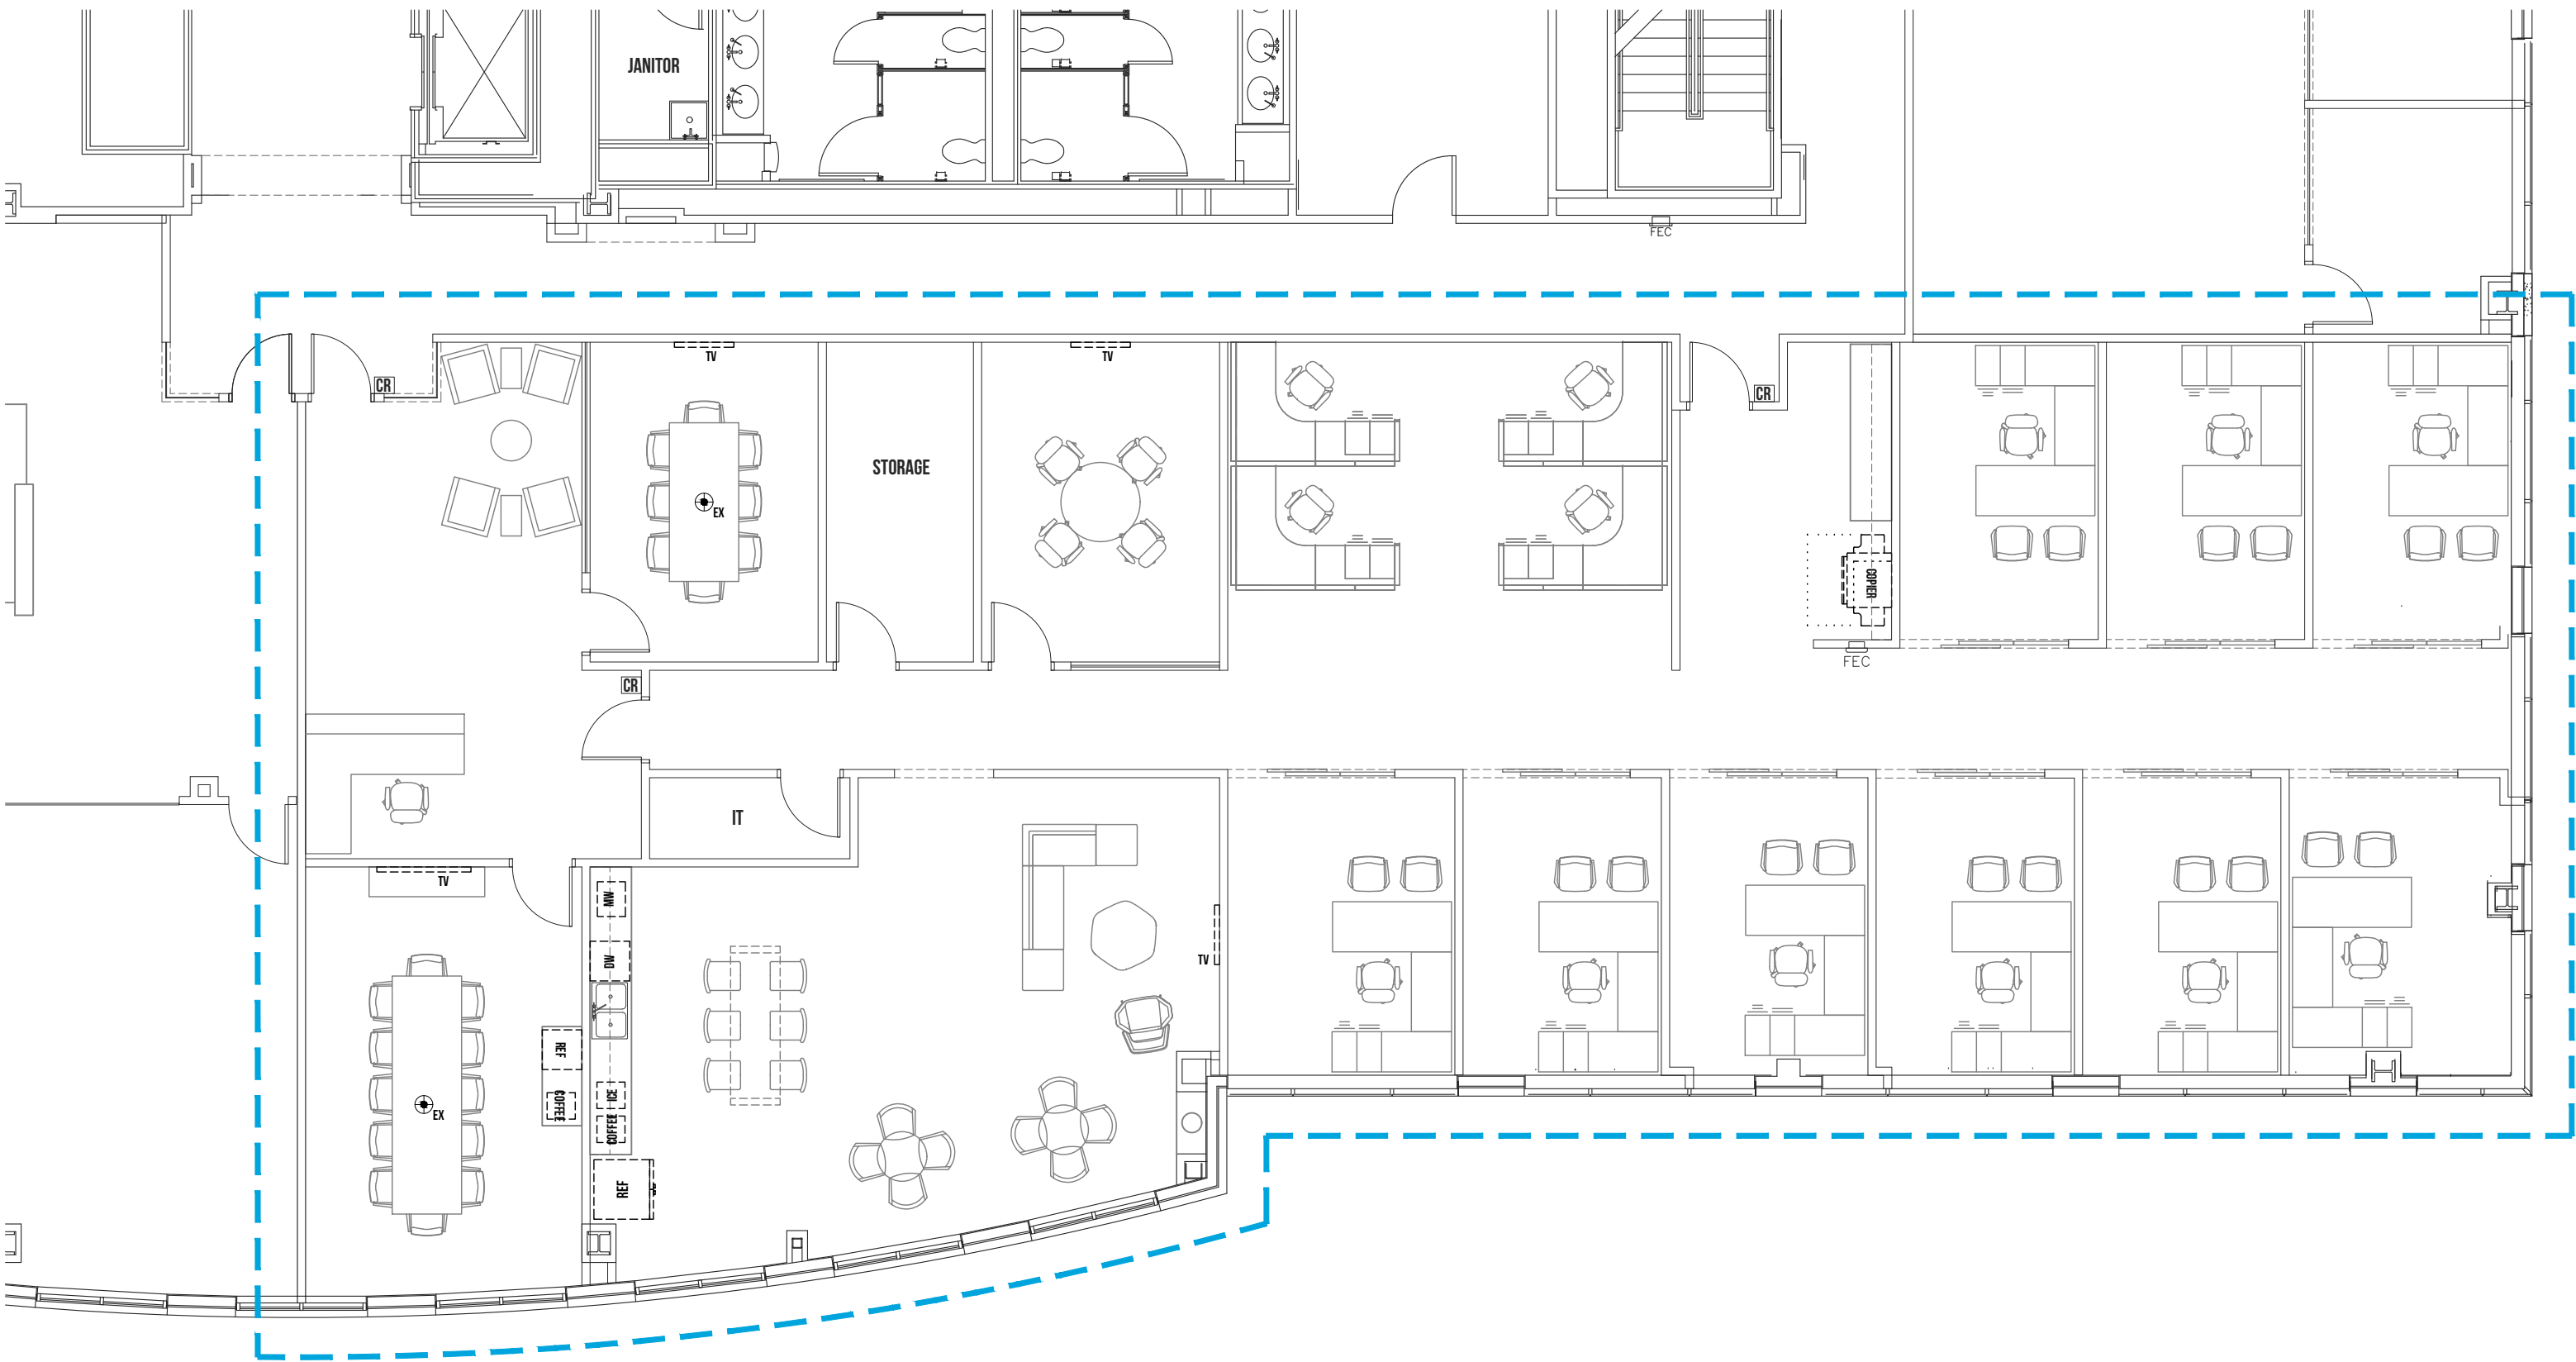 JANITOR
FEC
TV
TV
CR
CR
STORAGE
EX
COPIER
FEC
CR
IT
TV
MW
DW
TV
REF
COFFEE
ICE
EX
COFFEE
REF